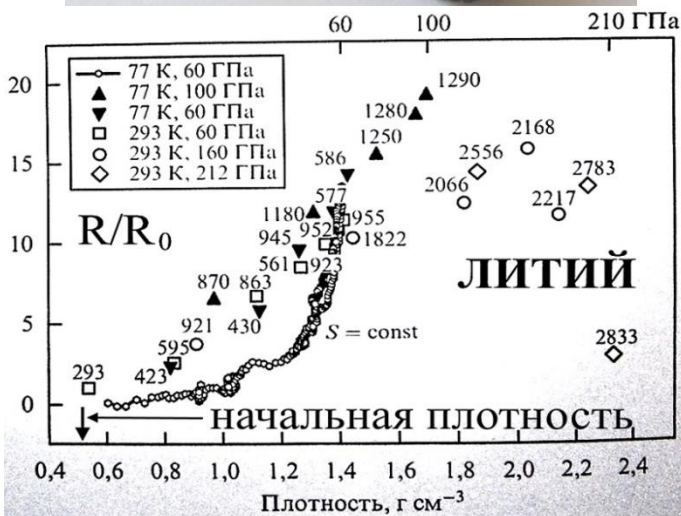 60 100 210 ГПа
77 К, 60 ГПа
77 К, 100 ГПа
77 К, 60 ГПа
293 К, 60 ГПа
293 К, 160 ГПа
293 К, 212 ГПа
20
15
10
5
0
R/R₀
1290
1280
1250
586
577
1180
945
952
955
561
923
1822
870
863
430
921
595
423
293
2168
2556
2783
2066
2217
2833
ЛИТИЙ
S = const
начальная плотность
0,4 0,6 0,8 1,0 1,2 1,4 1,6 1,8 2,0 2,2 2,4
Плотность, г см⁻³